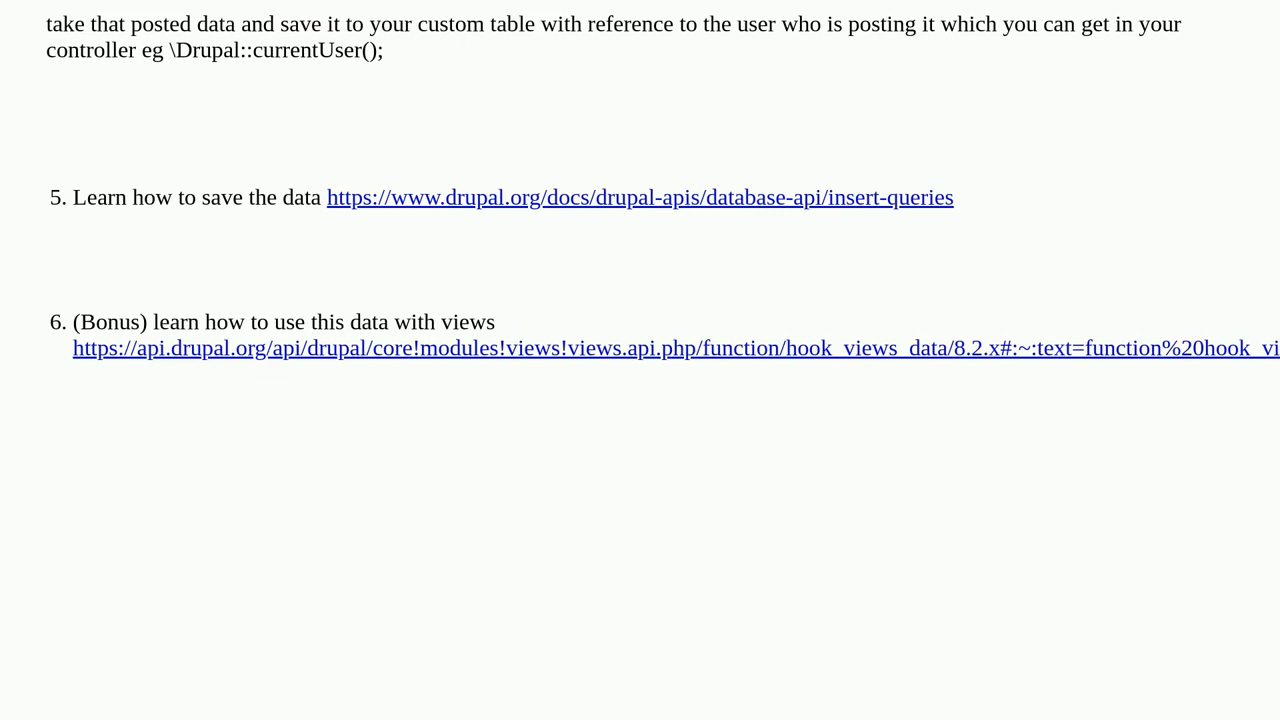 take that posted data and save it to your custom table with reference to the user who is posting it which you can get in your
controller eg \Drupal::currentUser();
5. Learn how to save the data https://www.drupal.org/docs/drupal-apis/database-api/insert-queries
6. (Bonus) learn how to use this data with views
https://api.drupal.org/api/drupal/core!modules!views!views.api.php/function/hook_views_data/8.2.x#:~:text=function%20hook_vi